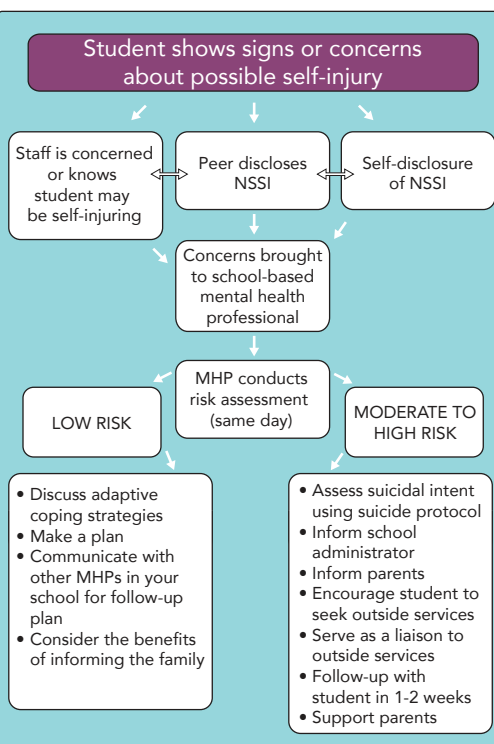 Student shows signs or concerns
about possible self-injury
Staff is concerned
or knows
student may
be self-injuring
Peer discloses
NSSI
Self-disclosure
of NSSI
Concerns brought
to school-based
mental health
professional
MHP conducts
risk assessment
(same day)
LOW RISK
MODERATE TO
HIGH RISK
• Discuss adaptive
coping strategies
• Make a plan
• Communicate with
other MHPs in your
school for follow-up
plan
• Consider the benefits
of informing the family
• Assess suicidal intent
using suicide protocol
• Inform school
administrator
• Inform parents
• Encourage student to
seek outside services
• Serve as a liaison to
outside services
• Follow-up with
student in 1-2 weeks
• Support parents